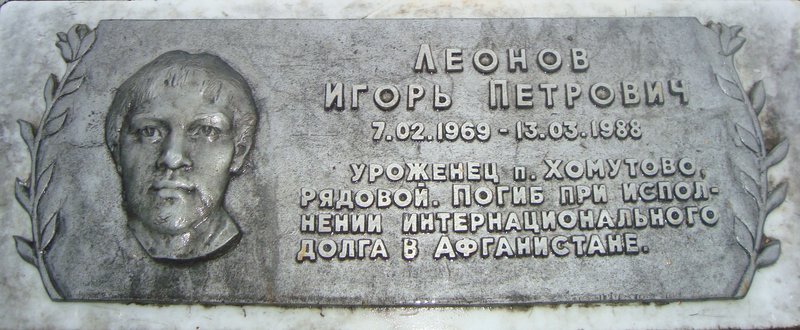 ЛЕОНОВ
ИГОРЬ ПЕТРОВИЧ
7.02.1969 - 13.03.1988
УРОЖЕНЕЦ п. ХОМУТОВО,
РЯДОВОЙ. ПОГИБ ПРИ ИСПОЛ-
НЕНИИ ИНТЕРНАЦИОНАЛЬНОГО
ДОЛГА В АФГАНИСТАНЕ.